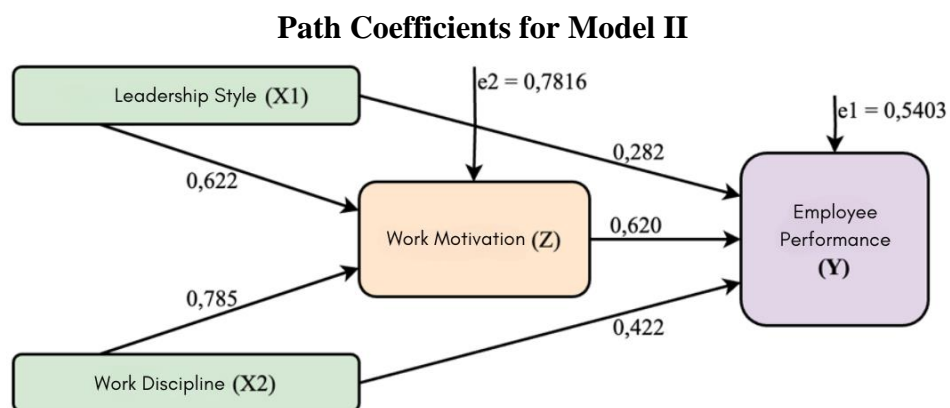 Path Coefficients for Model II
Leadership Style (X1)
e2 = 0,7816
e1 = 0,5403
0,282
0,622
Work Motivation (Z)
0,620
Employee
Performance
(Y)
0,785
0,422
Work Discipline (X2)